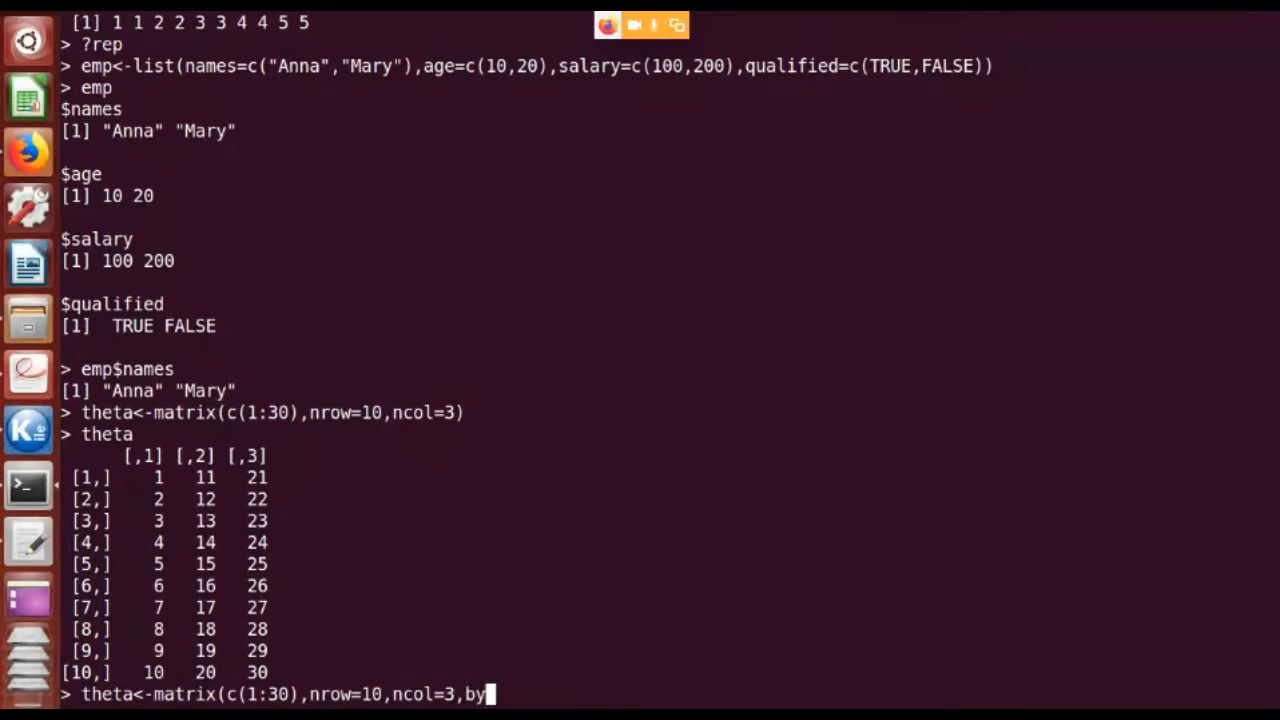 [1] 1 1 2 2 3 3 4 4 5 5
> ?rep
> emp<-list(names=c("Anna","Mary"),age=c(10,20),salary=c(100,200),qualified=c(TRUE,FALSE))
> emp
$names
[1] "Anna" "Mary"
$age
[1] 10 20
$salary
[1] 100 200
$qualified
[1]  TRUE FALSE
> emp$names
[1] "Anna" "Mary"
> theta<-matrix(c(1:30),nrow=10,ncol=3)
> theta
      [,1] [,2] [,3]
 [1,]    1   11   21
 [2,]    2   12   22
 [3,]    3   13   23
 [4,]    4   14   24
 [5,]    5   15   25
 [6,]    6   16   26
 [7,]    7   17   27
 [8,]    8   18   28
 [9,]    9   19   29
[10,]   10   20   30
> theta<-matrix(c(1:30),nrow=10,ncol=3,by